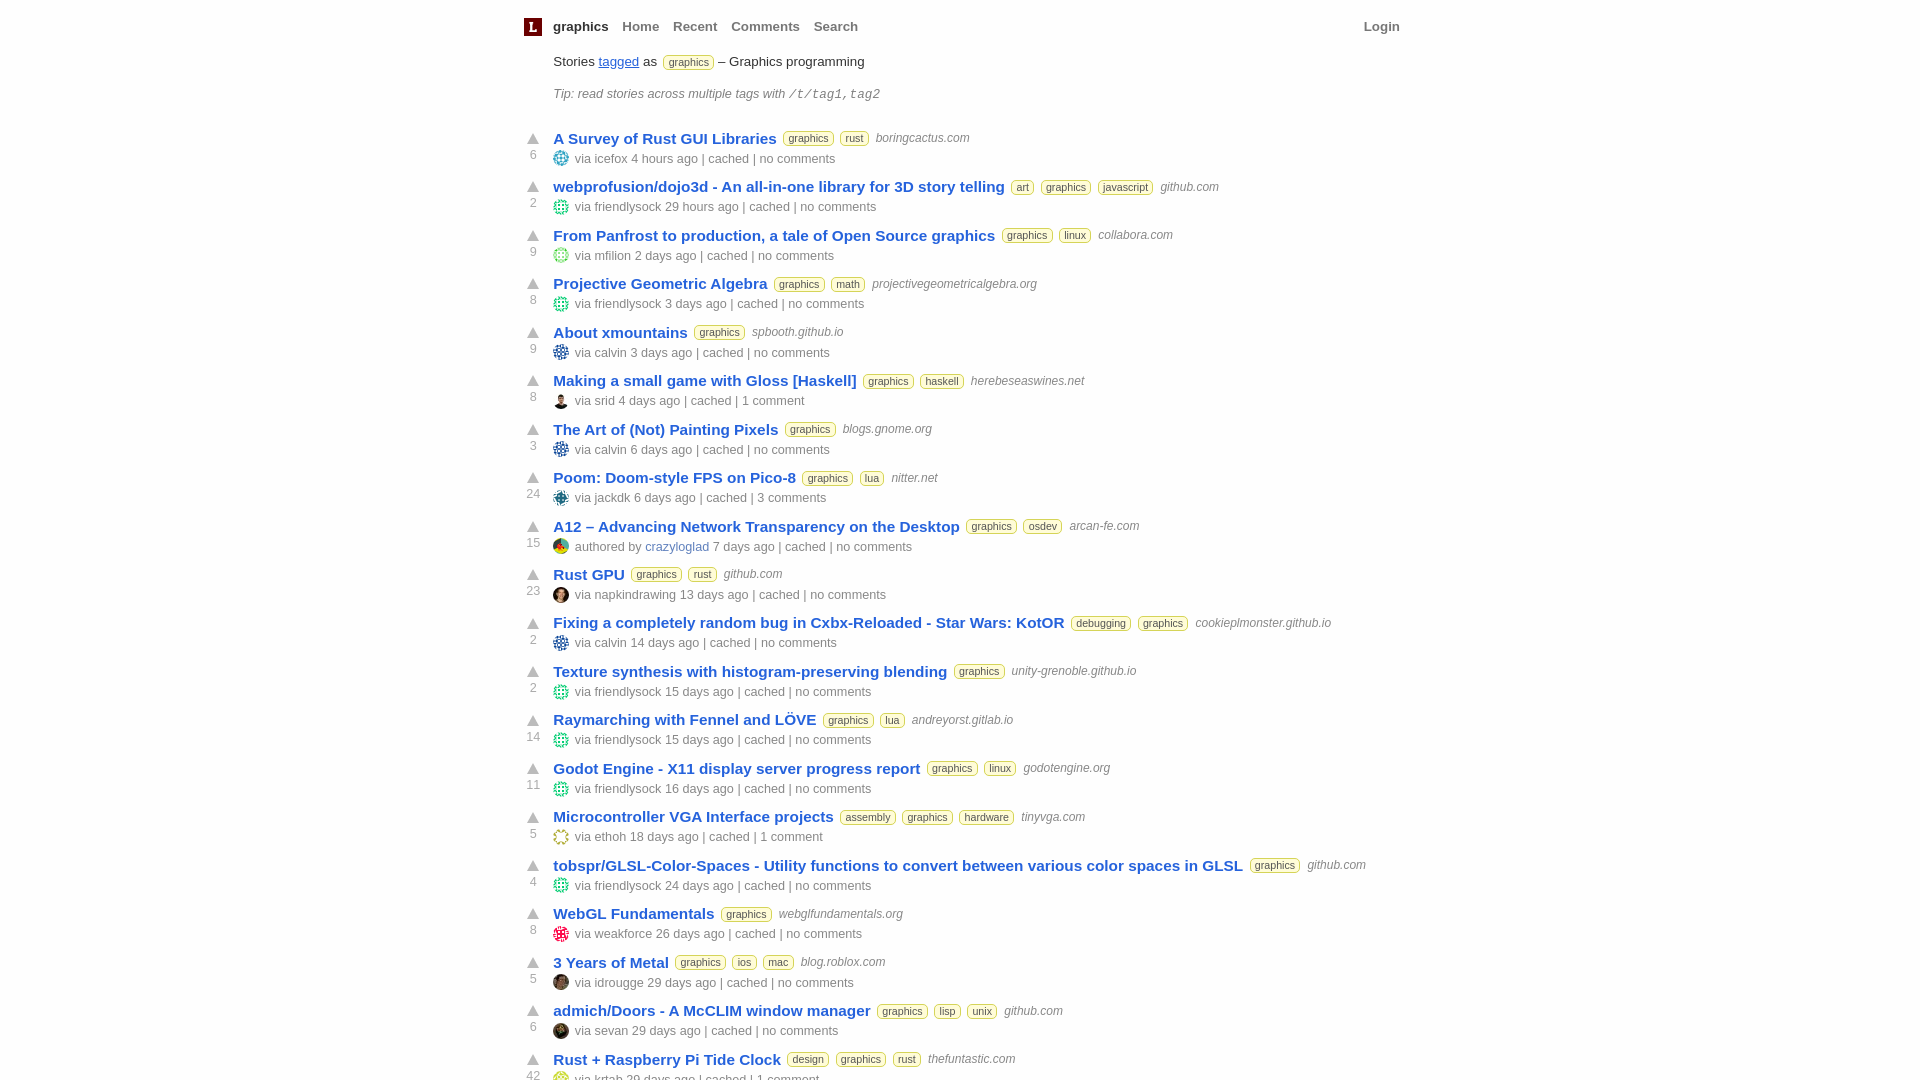 L graphics Home Recent Comments Search Login
Stories tagged as graphics – Graphics programming
Tip: read stories across multiple tags with /t/tag1,tag2
A Survey of Rust GUI Libraries graphics rust boringcactus.com
6 via icefox 4 hours ago | cached | no comments
webprofusion/dojo3d - An all-in-one library for 3D story telling art graphics javascript github.com
2 via friendlysock 29 hours ago | cached | no comments
From Panfrost to production, a tale of Open Source graphics graphics linux collabora.com
9 via mfilion 2 days ago | cached | no comments
Projective Geometric Algebra graphics math projectivegeometricalgebra.org
8 via friendlysock 3 days ago | cached | no comments
About xmountains graphics spbooth.github.io
9 via calvin 3 days ago | cached | no comments
Making a small game with Gloss [Haskell] graphics haskell herebeseaswines.net
8 via srid 4 days ago | cached | 1 comment
The Art of (Not) Painting Pixels graphics blogs.gnome.org
3 via calvin 6 days ago | cached | no comments
Poom: Doom-style FPS on Pico-8 graphics lua nitter.net
24 via jackdk 6 days ago | cached | 3 comments
A12 – Advancing Network Transparency on the Desktop graphics osdev arcan-fe.com
15 authored by crazyloglad 7 days ago | cached | no comments
Rust GPU graphics rust github.com
23 via napkindrawing 13 days ago | cached | no comments
Fixing a completely random bug in Cxbx-Reloaded - Star Wars: KotOR debugging graphics cookieplmonster.github.io
2 via calvin 14 days ago | cached | no comments
Texture synthesis with histogram-preserving blending graphics unity-grenoble.github.io
2 via friendlysock 15 days ago | cached | no comments
Raymarching with Fennel and LÖVE graphics lua andreyorst.gitlab.io
14 via friendlysock 15 days ago | cached | no comments
Godot Engine - X11 display server progress report graphics linux godotengine.org
11 via friendlysock 16 days ago | cached | no comments
Microcontroller VGA Interface projects assembly graphics hardware tinyvga.com
5 via ethoh 18 days ago | cached | 1 comment
tobspr/GLSL-Color-Spaces - Utility functions to convert between various color spaces in GLSL graphics github.com
4 via friendlysock 24 days ago | cached | no comments
WebGL Fundamentals graphics webglfundamentals.org
8 via weakforce 26 days ago | cached | no comments
3 Years of Metal graphics ios mac blog.roblox.com
5 via idrougge 29 days ago | cached | no comments
admich/Doors - A McCLIM window manager graphics lisp unix github.com
6 via sevan 29 days ago | cached | no comments
Rust + Raspberry Pi Tide Clock design graphics rust thefuntastic.com
42 via krtab 29 days ago | cached | 1 comment